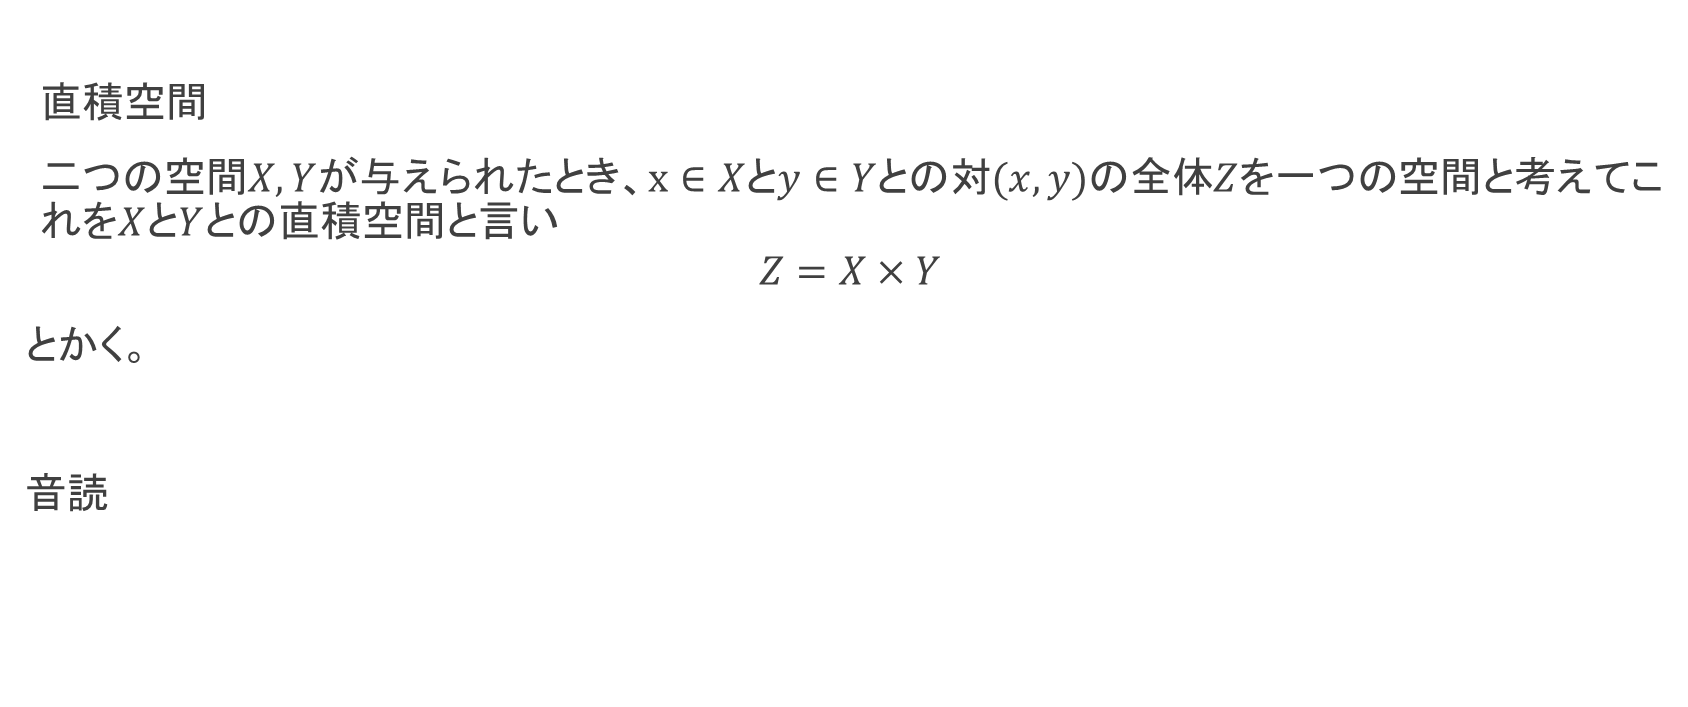 直積空間
二つの空間X, Yが与えられたとき、x ∈ Xとy ∈ Yとの対(x, y)の全体Zを一つの空間と考えてこ
れをXとYとの直積空間と言い
Z = X × Y
とかく。
音読